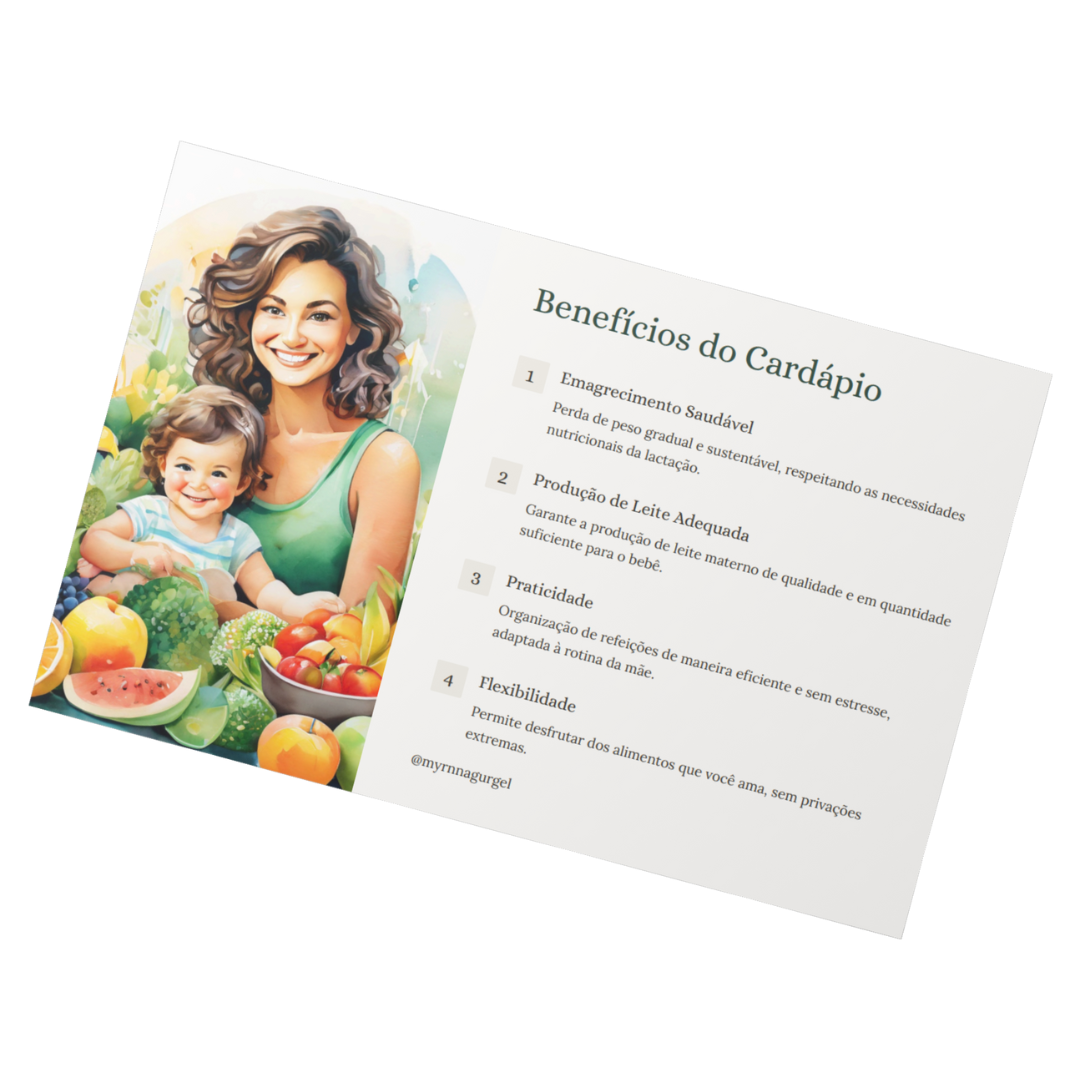 Benefícios do Cardápio
1
Emagrecimento Saudável
Perda de peso gradual e sustentável, respeitando as necessidades
nutricionais da lactação.
2
Produção de Leite Adequada
Garante a produção de leite materno de qualidade e em quantidade
suficiente para o bebê.
3
Praticidade
Organização de refeições de maneira eficiente e sem estresse,
adaptada à rotina da mãe.
4
Flexibilidade
Permite desfrutar dos alimentos que você ama, sem privações
extremas.
@myrnnagurgel